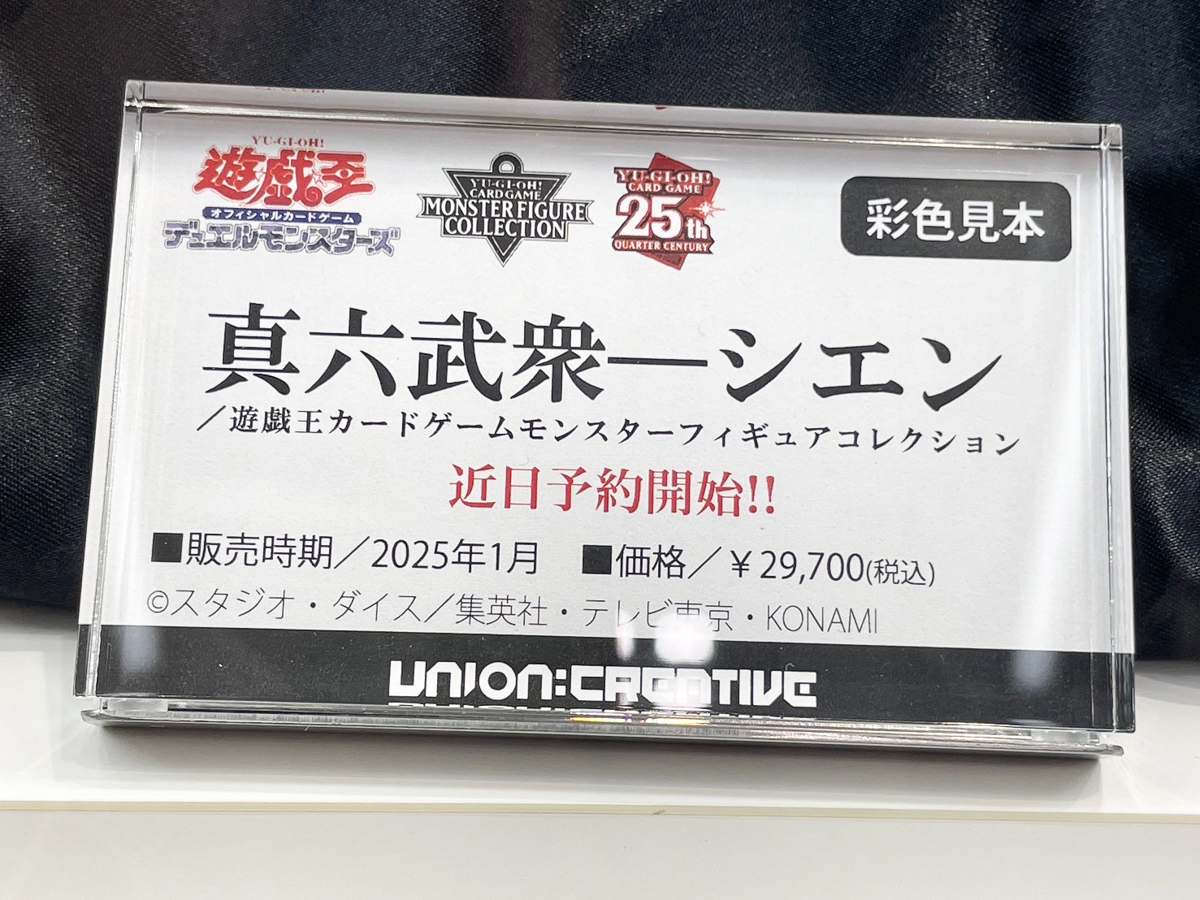 YU-GI-OH!
遊戯王
オフィシャルカードゲーム
デュエルモンスターズ
YU-GI-OH!
CARD GAME
MONSTER FIGURE
COLLECTION
YU-GI-OH!
CARD GAME
25th
QUARTER CENTURY
彩色見本
真六武衆―シエン
／遊戯王カードゲームモンスターフィギュアコレクション
近日予約開始!!
■販売時期／2025年1月 ■価格／￥29,700(税込)
©スタジオ・ダイス／集英社・テレビ東京・KONAMI
UNION:CREATIVE